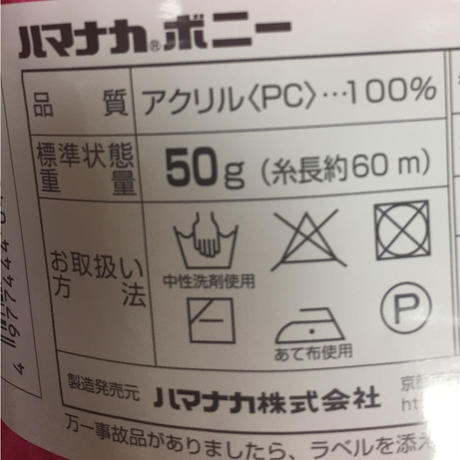 ハマナカ®ボニー
品質 アクリル〈PC〉…100%
標準状態重量 50g (糸長約60m)
お取扱い方法
中性洗剤使用
P
あて布使用
製造発売元 ハマナカ株式会社 京都
万一事故品がありましたら、ラベルを添え